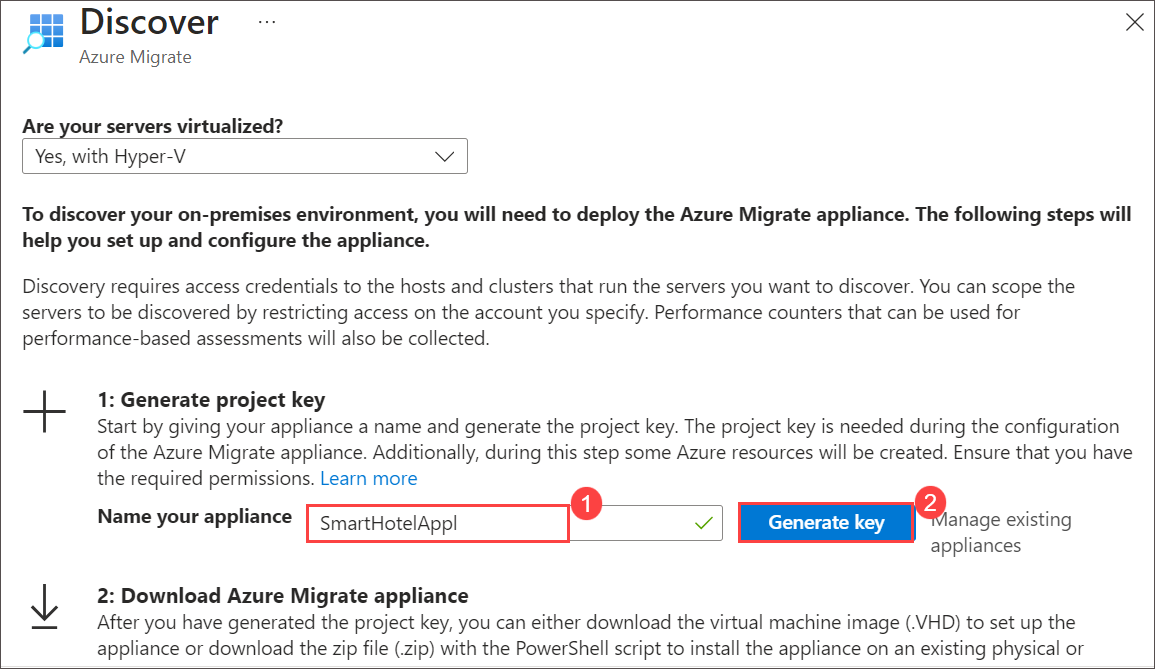 Discover
...
Azure Migrate
Are your servers virtualized?
Yes, with Hyper-V
To discover your on-premises environment, you will need to deploy the Azure Migrate appliance. The following steps will
help you set up and configure the appliance.
Discovery requires access credentials to the hosts and clusters that run the servers you want to discover. You can scope the
servers to be discovered by restricting access on the account you specify. Performance counters that can be used for
performance-based assessments will also be collected.
1: Generate project key
Start by giving your appliance a name and generate the project key. The project key is needed during the configuration
of the Azure Migrate appliance. Additionally, during this step some Azure resources will be created. Ensure that you have
the required permissions. Learn more
Name your appliance SmartHotelAppl 1 Generate key 2 Manage existing
appliances
2: Download Azure Migrate appliance
After you have generated the project key, you can either download the virtual machine image (.VHD) to set up the
appliance or download the zip file (.zip) with the PowerShell script to install the appliance on an existing physical or